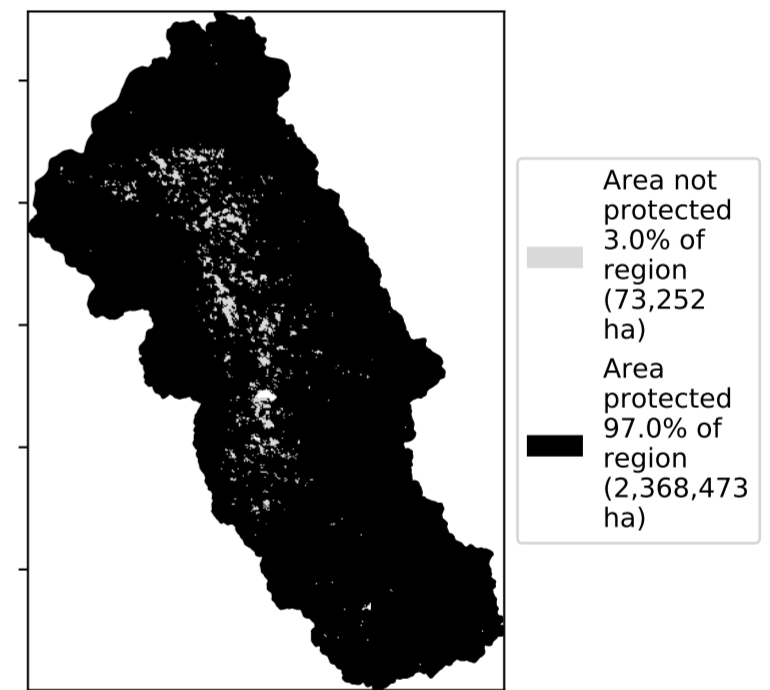 Area not
protected
3.0% of
region
(73,252
ha)
Area
protected
97.0% of
region
(2,368,473
ha)